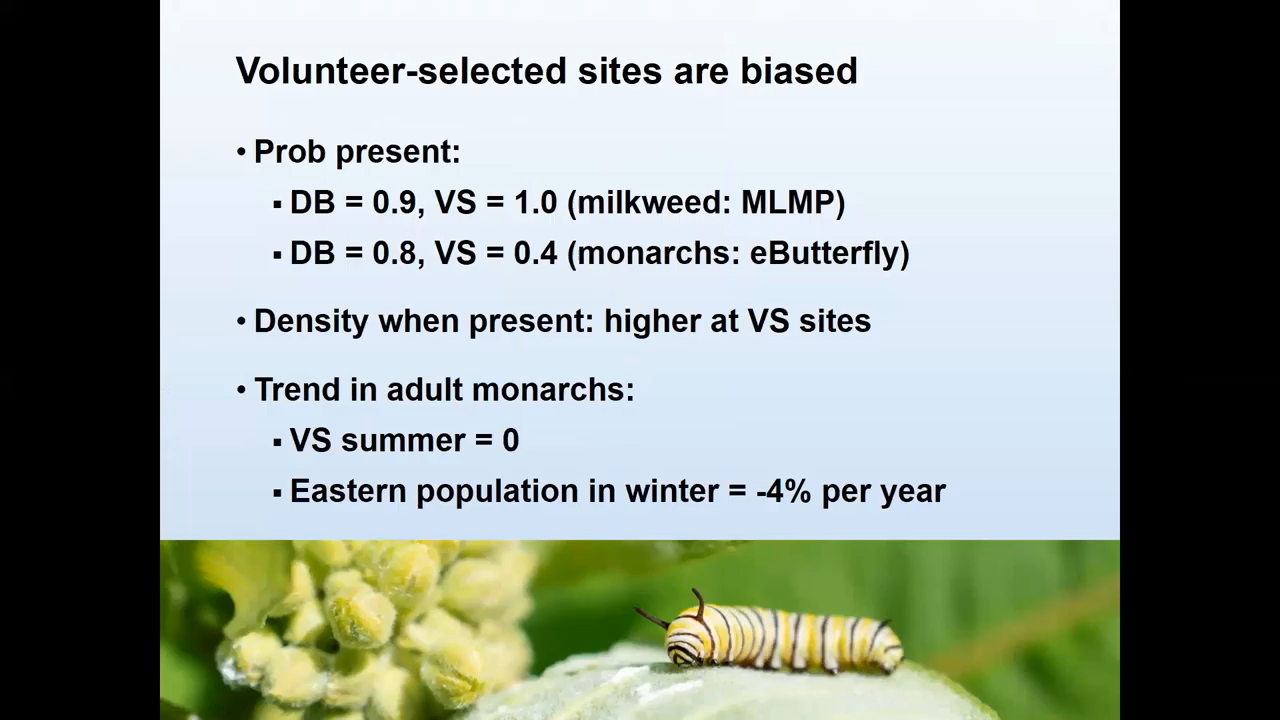 Volunteer-selected sites are biased
• Prob present:
▪ DB = 0.9, VS = 1.0 (milkweed: MLMP)
▪ DB = 0.8, VS = 0.4 (monarchs: eButterfly)
• Density when present: higher at VS sites
• Trend in adult monarchs:
▪ VS summer = 0
▪ Eastern population in winter = -4% per year